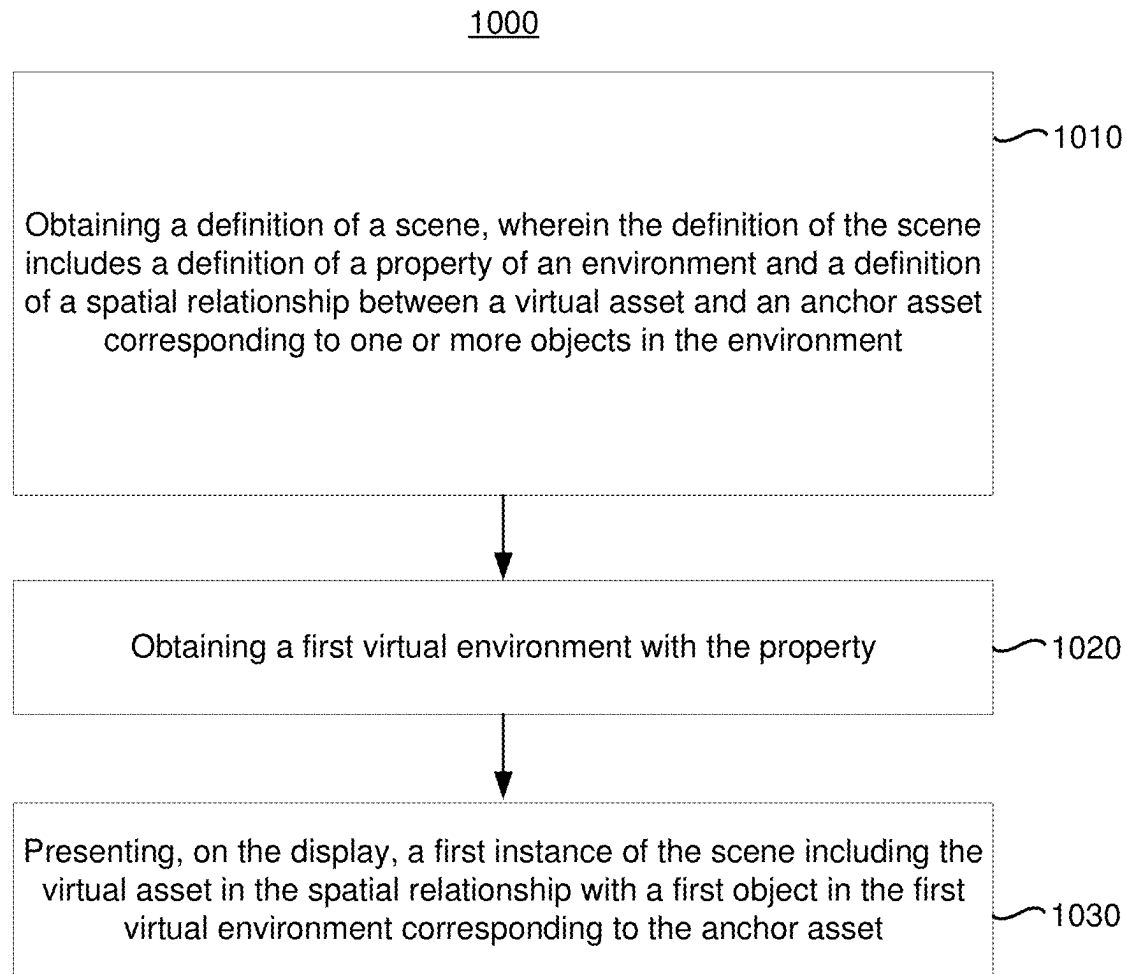 1000
1010
Obtaining a definition of a scene, wherein the definition of the scene
includes a definition of a property of an environment and a definition
of a spatial relationship between a virtual asset and an anchor asset
corresponding to one or more objects in the environment
Obtaining a first virtual environment with the property
1020
Presenting, on the display, a first instance of the scene including the
virtual asset in the spatial relationship with a first object in the first
virtual environment corresponding to the anchor asset
1030